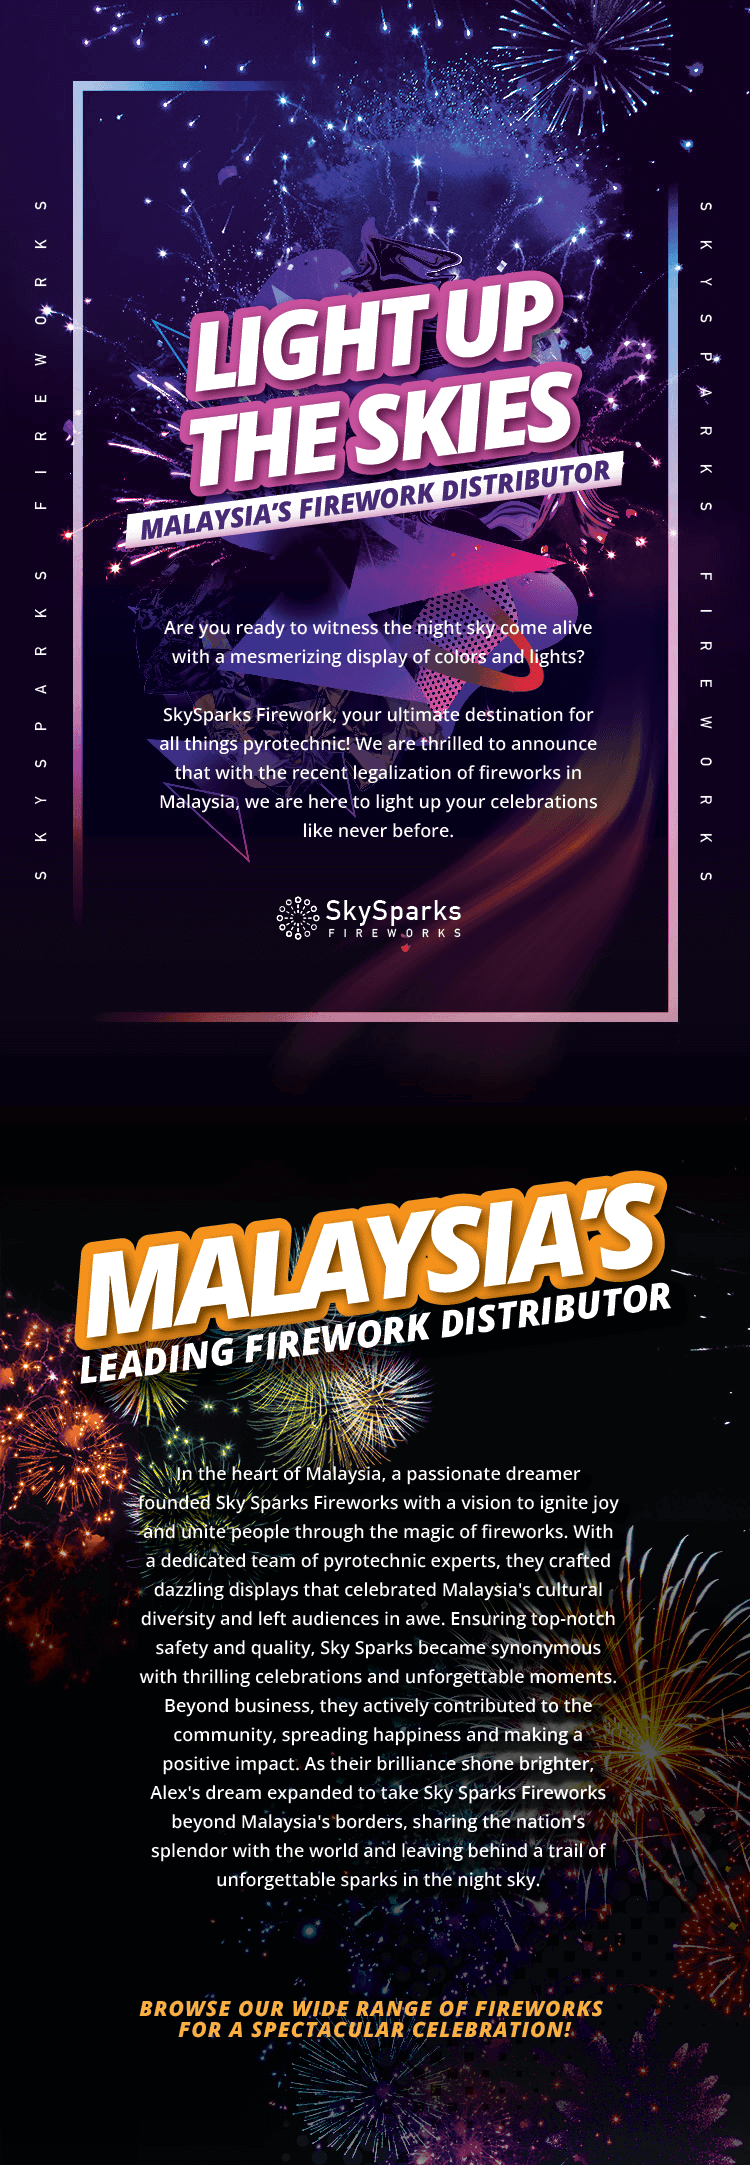 SKYSPARKS FIREWORKS
SKYSPARKS FIREWORKS
LIGHT UP
THE SKIES
MALAYSIA'S FIREWORK DISTRIBUTOR
Are you ready to witness the night sky come alive
with a mesmerizing display of colors and lights?
SkySparks Firework, your ultimate destination for
all things pyrotechnic! We are thrilled to announce
that with the recent legalization of fireworks in
Malaysia, we are here to light up your celebrations
like never before.
SkySparks
FIREWORKS
MALAYSIA'S
LEADING FIREWORK DISTRIBUTOR
In the heart of Malaysia, a passionate dreamer
founded Sky Sparks Fireworks with a vision to ignite joy
and unite people through the magic of fireworks. With
a dedicated team of pyrotechnic experts, they crafted
dazzling displays that celebrated Malaysia's cultural
diversity and left audiences in awe. Ensuring top-notch
safety and quality, Sky Sparks became synonymous
with thrilling celebrations and unforgettable moments.
Beyond business, they actively contributed to the
community, spreading happiness and making a
positive impact. As their brilliance shone brighter,
Alex's dream expanded to take Sky Sparks Fireworks
beyond Malaysia's borders, sharing the nation's
splendor with the world and leaving behind a trail of
unforgettable sparks in the night sky.
BROWSE OUR WIDE RANGE OF FIREWORKS
FOR A SPECTACULAR CELEBRATION!